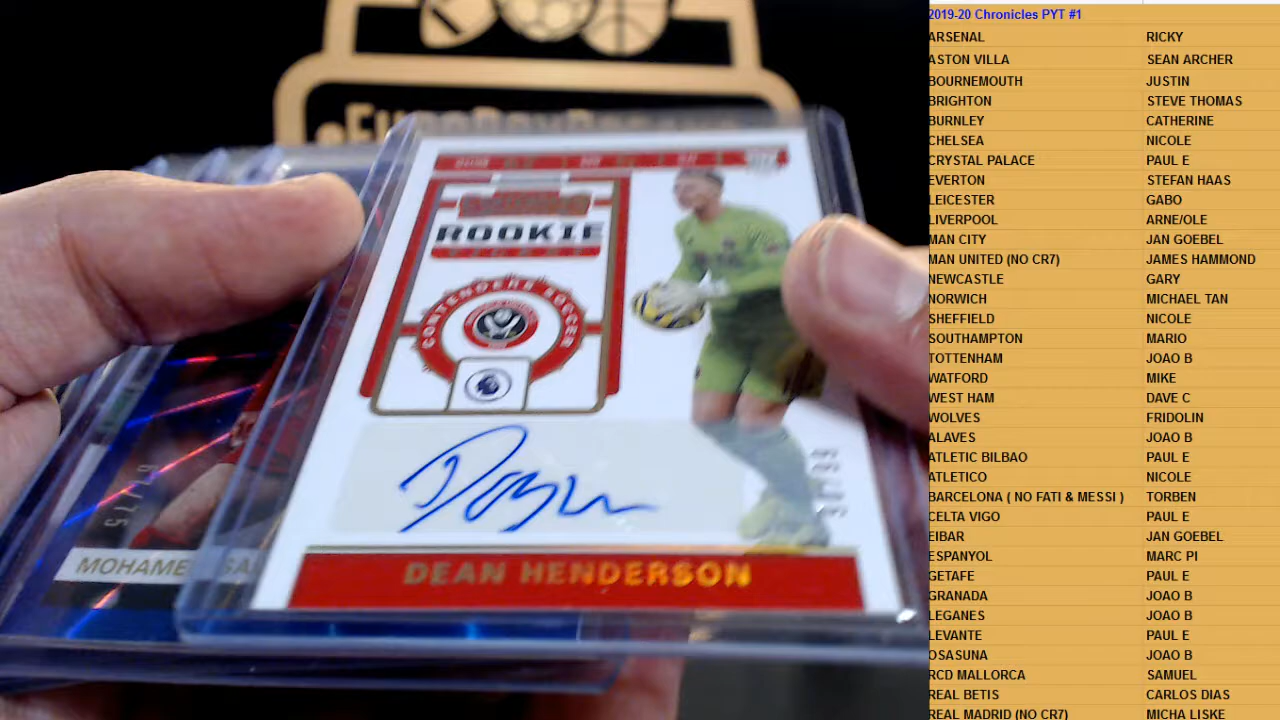 ROOKIE
TICKET
CONTENDERS SOCCER
DEAN HENDERSON
MOHAME
2019-20 Chronicles PYT #1
ARSENAL RICKY
ASTON VILLA SEAN ARCHER
BOURNEMOUTH JUSTIN
BRIGHTON STEVE THOMAS
BURNLEY CATHERINE
CHELSEA NICOLE
CRYSTAL PALACE PAUL E
EVERTON STEFAN HAAS
LEICESTER GABO
LIVERPOOL ARNE/OLE
MAN CITY JAN GOEBEL
MAN UNITED (NO CR7) JAMES HAMMOND
NEWCASTLE GARY
NORWICH MICHAEL TAN
SHEFFIELD NICOLE
SOUTHAMPTON MARIO
TOTTENHAM JOAO B
WATFORD MIKE
WEST HAM DAVE C
WOLVES FRIDOLIN
ALAVES JOAO B
ATLETIC BILBAO PAUL E
ATLETICO NICOLE
BARCELONA ( NO FATI & MESSI ) TORBEN
CELTA VIGO PAUL E
EIBAR JAN GOEBEL
ESPANYOL MARC PI
GETAFE PAUL E
GRANADA JOAO B
LEGANES JOAO B
LEVANTE PAUL E
OSASUNA JOAO B
RCD MALLORCA SAMUEL
REAL BETIS CARLOS DIAS
REAL MADRID (NO CR7) MICHA LISKE